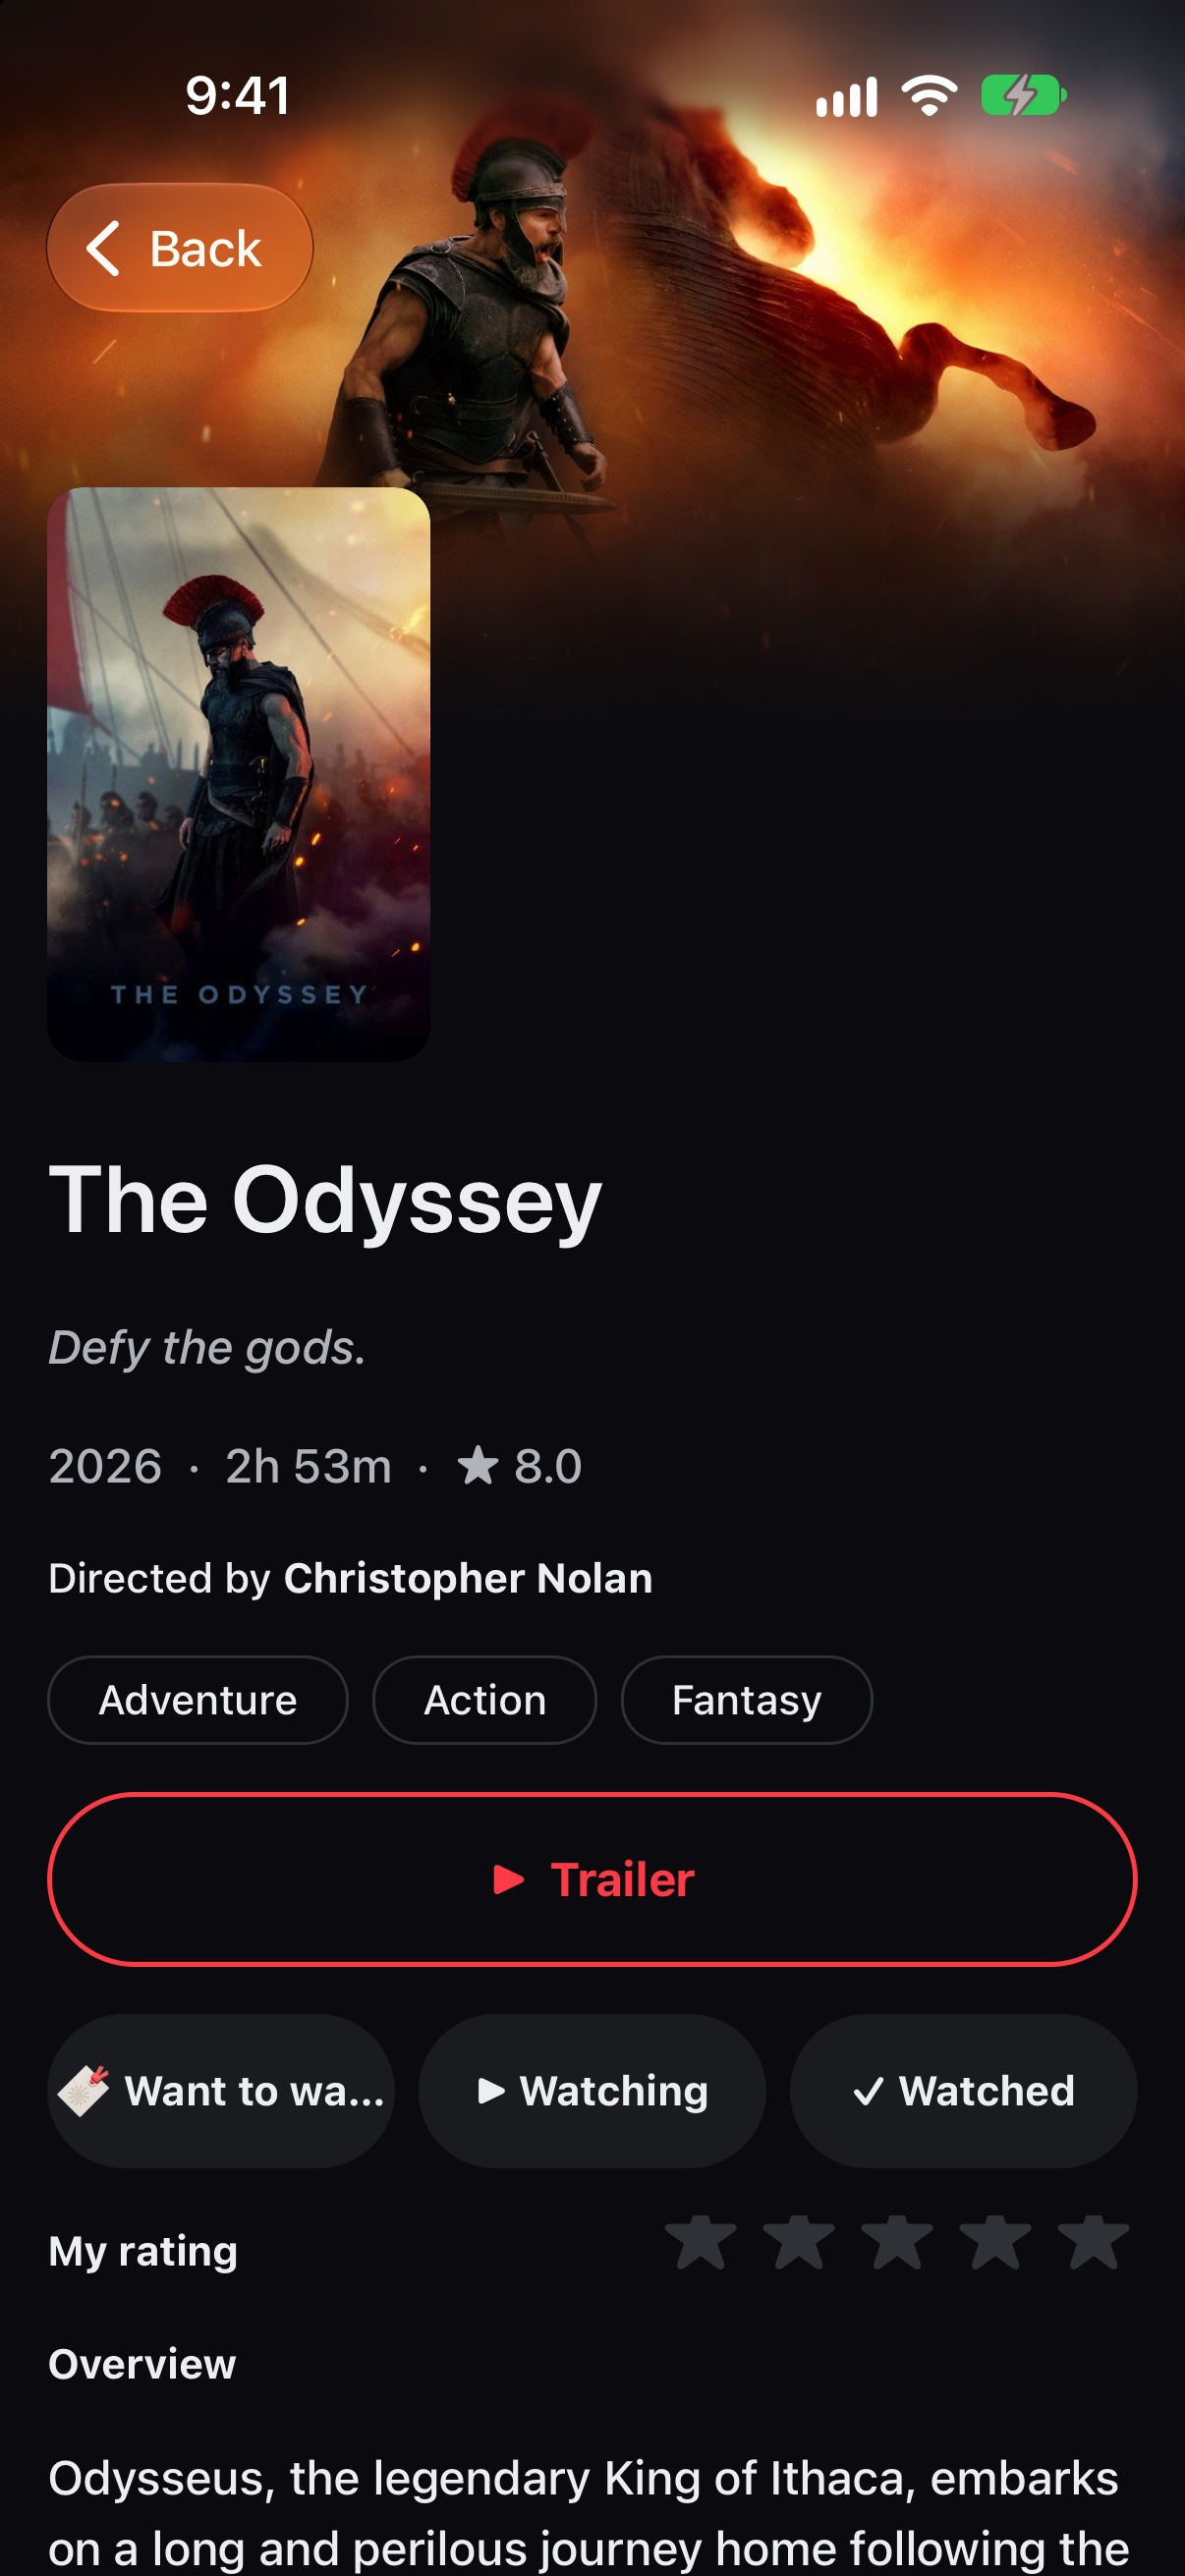 9:41
Back
THE ODYSSEY
The Odyssey
Defy the gods.
2026 · 2h 53m · ★ 8.0
Directed by Christopher Nolan
Adventure Action Fantasy
Trailer
Want to wa... Watching Watched
My rating
Overview
Odysseus, the legendary King of Ithaca, embarks
on a long and perilous journey home following the